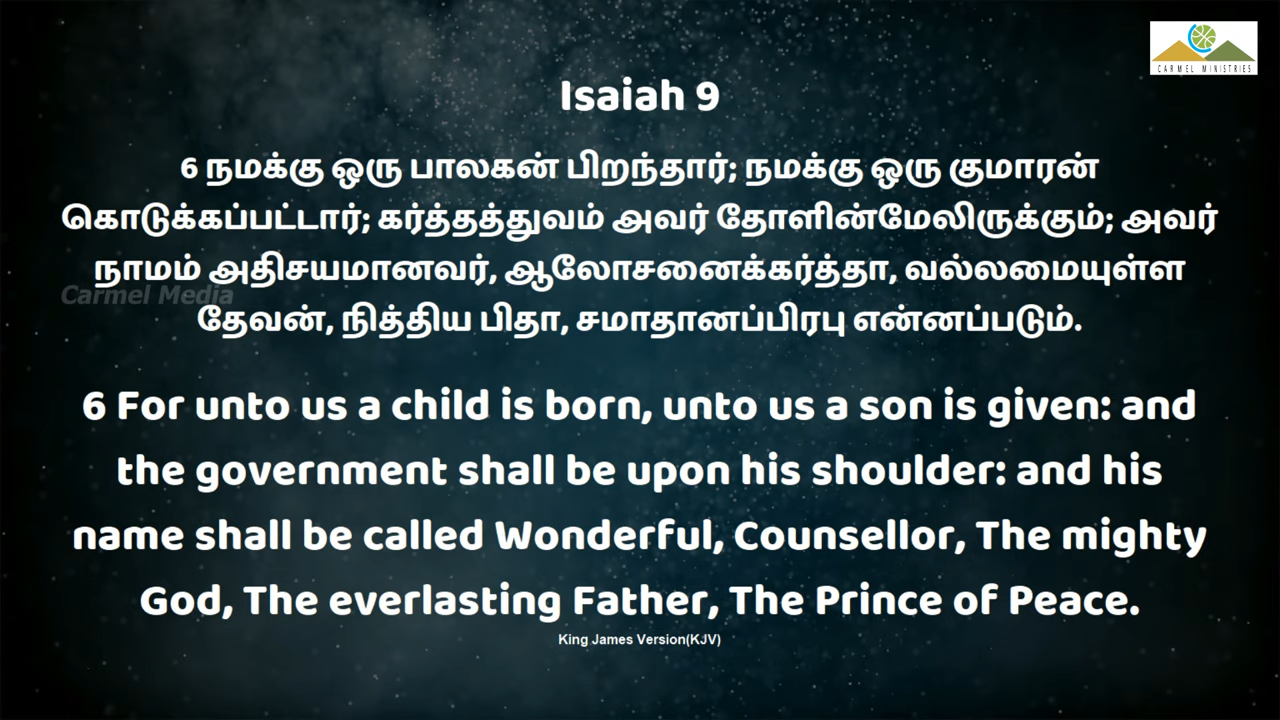 CARMEL MINISTRIES
Isaiah 9
6 நமக்கு ஒரு பாலகன் பிறந்தார்; நமக்கு ஒரு குமாரன்
கொடுக்கப்பட்டார்; கர்த்தத்துவம் அவர் தோளின்மேலிருக்கும்; அவர்
நாமம் அதிசயமானவர், ஆலோசனைக்கர்த்தா, வல்லமையுள்ள
Carmel Media
தேவன், நித்திய பிதா, சமாதானப்பிரபு என்னப்படும்.
6 For unto us a child is born, unto us a son is given: and
the government shall be upon his shoulder: and his
name shall be called Wonderful, Counsellor, The mighty
God, The everlasting Father, The Prince of Peace.
King James Version(KJV)